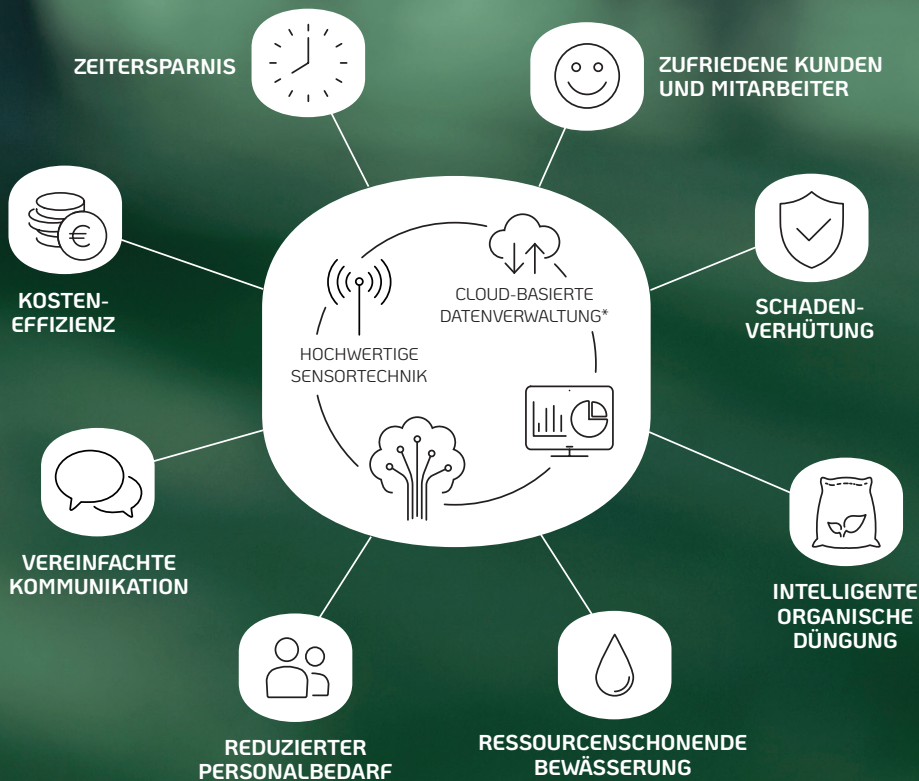 ZEITERSPARNIS
ZUFRIEDENE KUNDEN
UND MITARBEITER
KOSTEN-
EFFIZIENZ
€
CLOUD-BASIERTE
DATENVERWALTUNG*
HOCHWERTIGE
SENSORTECHNIK
SCHADEN-
VERHÜTUNG
VEREINFACHTE
KOMMUNIKATION
INTELLIGENTE
ORGANISCHE
DÜNGUNG
REDUZIERTER
PERSONALBEDARF
RESSOURCENSCHONENDE
BEWÄSSERUNG